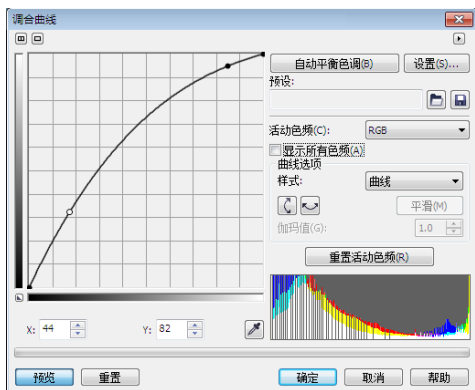 调合曲线
自动平衡色调(B) 设置(S)...
预设:
活动色频(C): RGB
显示所有色频(A)
曲线选项
样式: 曲线
平滑(M)
伽玛值(G): 1.0
重置活动色频(R)
X: 44 Y: 82
预览 重置 确定 取消 帮助